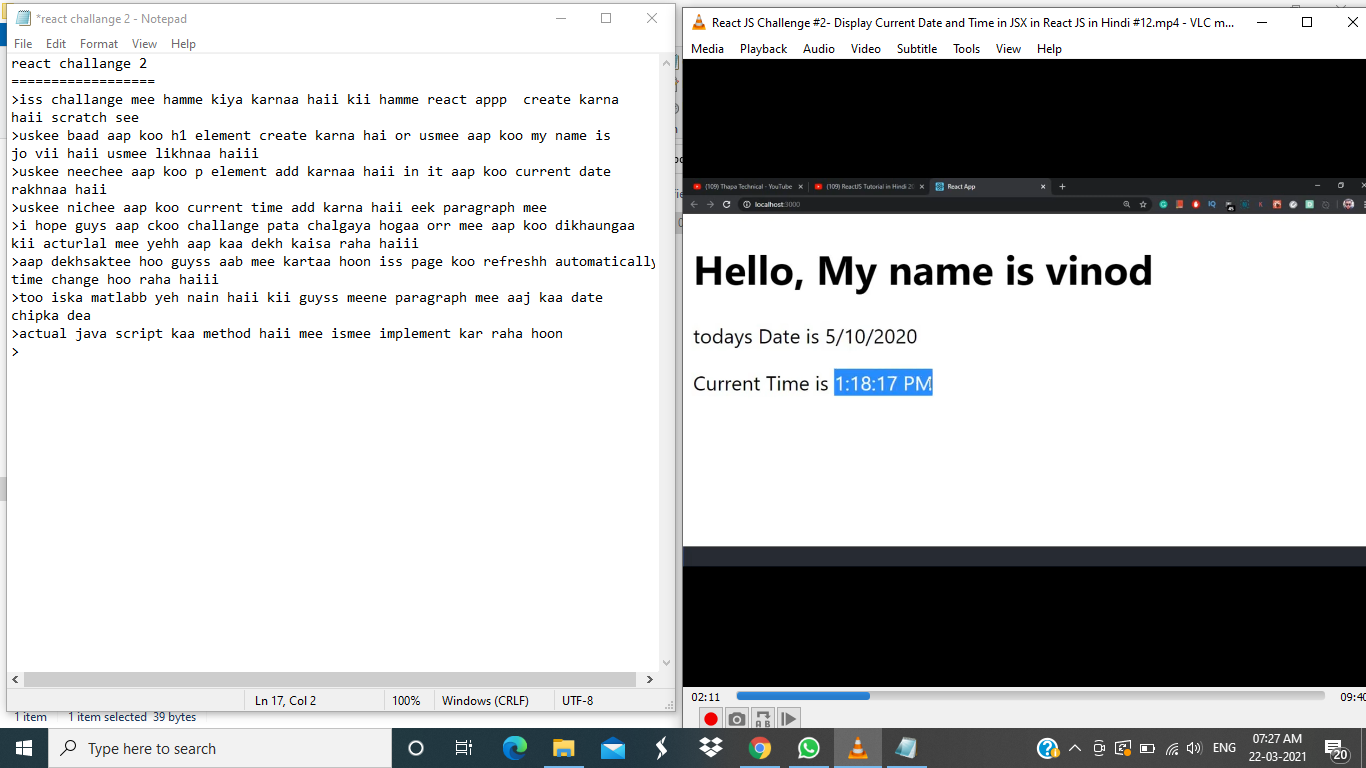 *react challange 2 - Notepad
File Edit Format View Help
react challange 2
==================
>iss challange mee hamme kiya karnaa haii kii hamme react appp  create karna
haii scratch see
>uskee baad aap koo h1 element create karna hai or usmee aap koo my name is
jo vii haii usmee likhnaa haiii
>uskee neechee aap koo p element add karnaa haii in it aap koo current date
rakhnaa haii
>uskee nichee aap koo current time add karna haii eek paragraph mee
>i hope guys aap ckoo challange pata chalgaya hogaa orr mee aap koo dikhaungaa
kii acturlal mee yehh aap kaa dekh kaisa raha haiii
>aap dekhsaktee hoo guyss aab mee kartaa hoon iss page koo refreshh automatically
time change hoo raha haiii
>too iska matlabb yeh nain haii kii guyss meene paragraph mee aaj kaa date
chipka dea
>actual java script kaa method haii mee ismee implement kar raha hoon
>
Ln 17, Col 2 100% Windows (CRLF) UTF-8
1 item 1 item selected 39 bytes
React JS Challenge #2- Display Current Date and Time in JSX in React JS in Hindi #12.mp4 - VLC m...
Media Playback Audio Video Subtitle Tools View Help
(109) Thapa Technical - YouTube (109) ReactJS Tutorial in Hindi React App
localhost:3000
Hello, My name is vinod
todays Date is 5/10/2020
Current Time is 1:18:17 PM
02:11 09:40
Type here to search
ENG 07:27 AM
22-03-2021
20